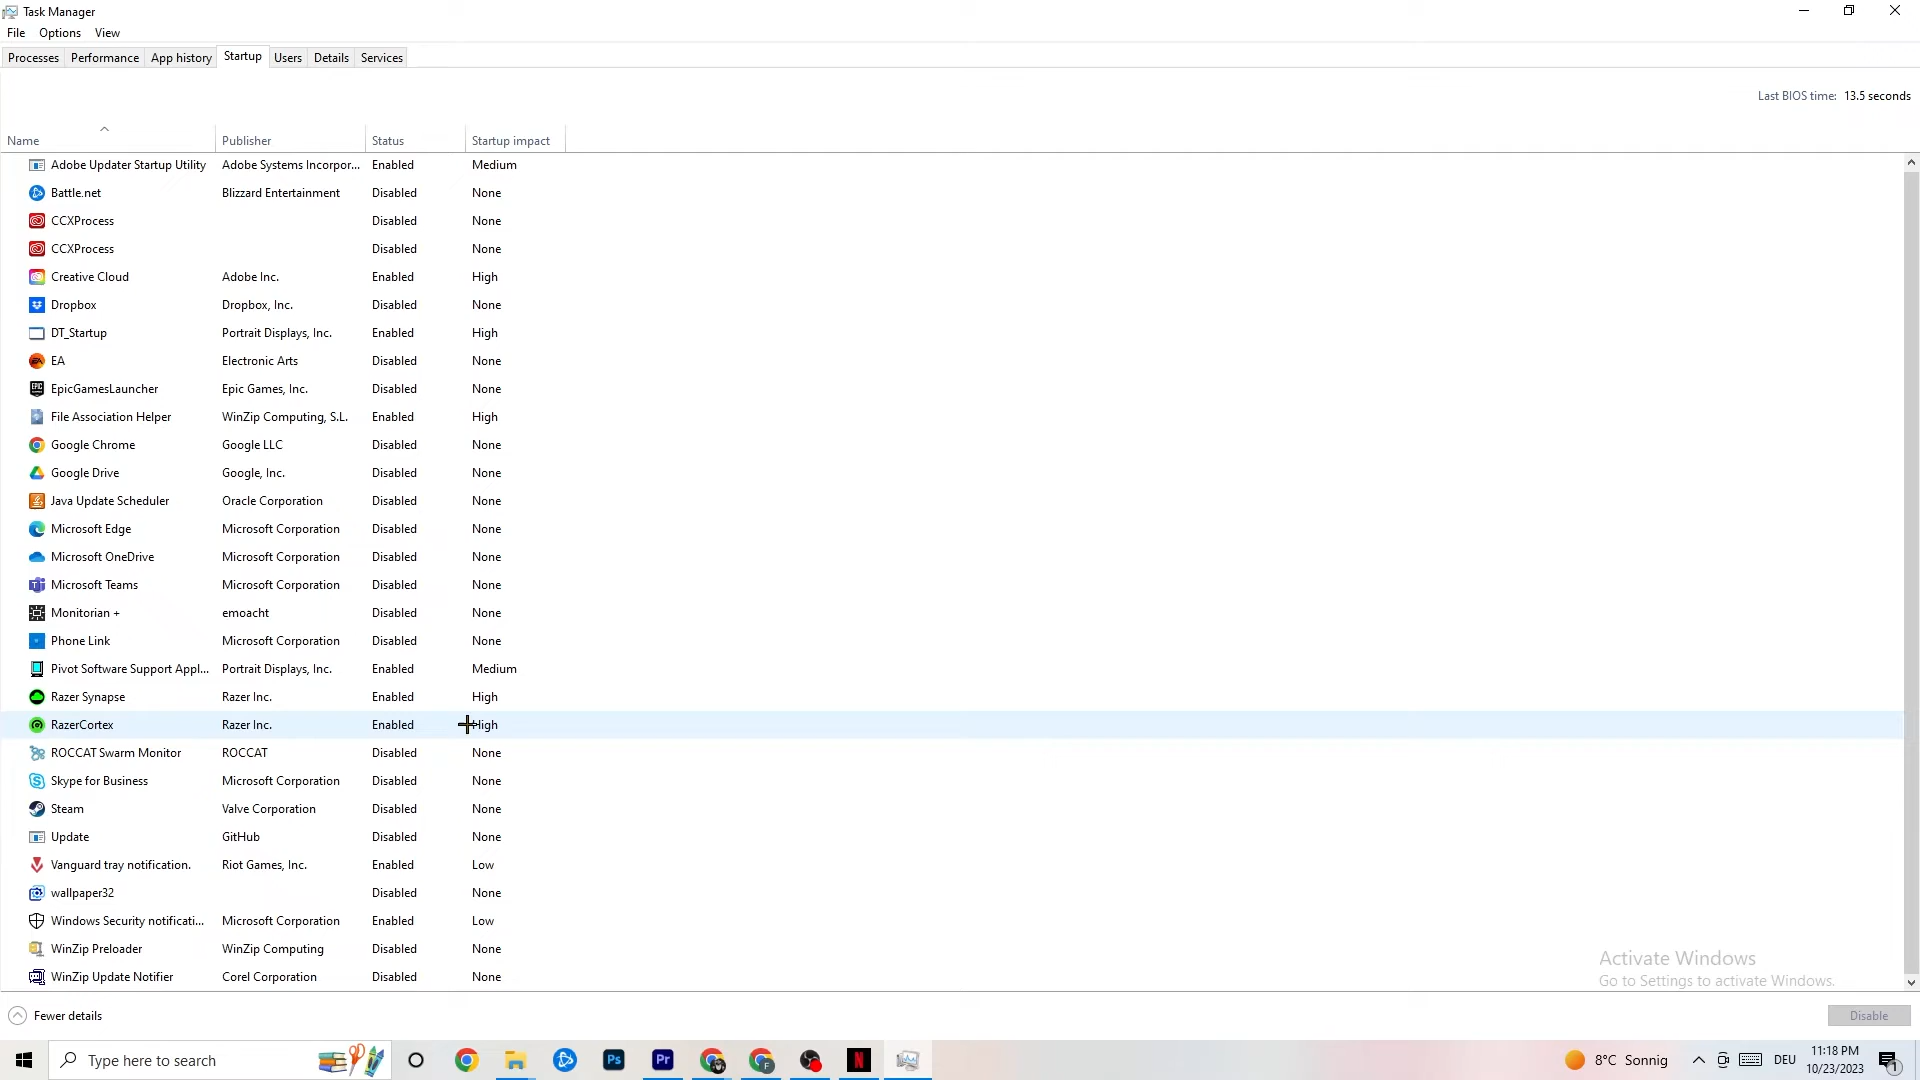 Task Manager
File Options View
Processes Performance App history Startup Users Details Services
Last BIOS time: 13.5 seconds
Name Publisher Status Startup impact
Adobe Updater Startup Utility Adobe Systems Incorpor... Enabled Medium
Battle.net Blizzard Entertainment Disabled None
CCXProcess Disabled None
CCXProcess Disabled None
Creative Cloud Adobe Inc. Enabled High
Dropbox Dropbox, Inc. Disabled None
DT_Startup Portrait Displays, Inc. Enabled High
EA Electronic Arts Disabled None
EpicGamesLauncher Epic Games, Inc. Disabled None
File Association Helper WinZip Computing, S.L. Enabled High
Google Chrome Google LLC Disabled None
Google Drive Google, Inc. Disabled None
Java Update Scheduler Oracle Corporation Disabled None
Microsoft Edge Microsoft Corporation Disabled None
Microsoft OneDrive Microsoft Corporation Disabled None
Microsoft Teams Microsoft Corporation Disabled None
Monitorian + emoacht Disabled None
Phone Link Microsoft Corporation Disabled None
Pivot Software Support Appl... Portrait Displays, Inc. Enabled Medium
Razer Synapse Razer Inc. Enabled High
RazerCortex Razer Inc. Enabled High
ROCCAT Swarm Monitor ROCCAT Disabled None
Skype for Business Microsoft Corporation Disabled None
Steam Valve Corporation Disabled None
Update GitHub Disabled None
Vanguard tray notification. Riot Games, Inc. Enabled Low
wallpaper32 Disabled None
Windows Security notificati... Microsoft Corporation Enabled Low
WinZip Preloader WinZip Computing Disabled None
WinZip Update Notifier Corel Corporation Disabled None
Activate Windows
Go to Settings to activate Windows.
Fewer details Disable
Type here to search Ps Pr F N 8°C Sonnig DEU 11:18 PM
10/23/2023 1